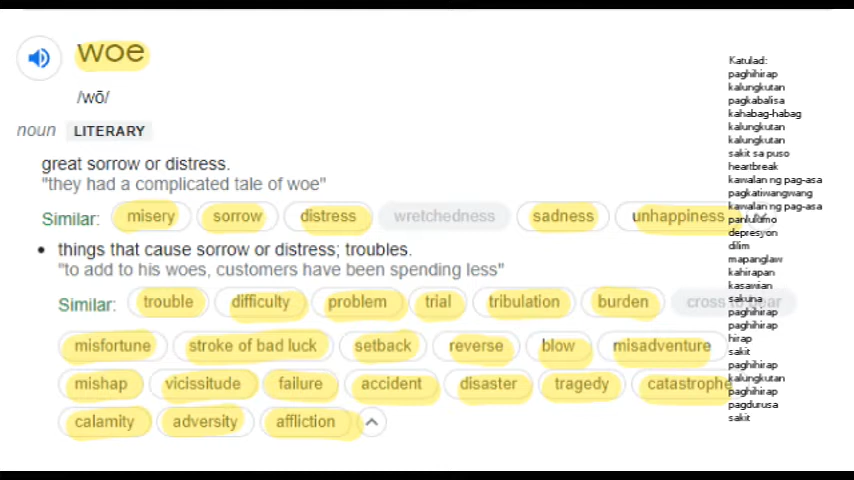 woe
/wō/
noun LITERARY
great sorrow or distress.
"they had a complicated tale of woe"
Similar: misery sorrow distress wretchedness sadness unhappiness
• things that cause sorrow or distress; troubles.
"to add to his woes, customers have been spending less"
Similar: trouble difficulty problem trial tribulation burden cross to bear
misfortune stroke of bad luck setback reverse blow misadventure
mishap vicissitude failure accident disaster tragedy catastrophe
calamity adversity affliction
Katulad:
paghihirap
kalungkutan
pagkabalisa
kahabag-habag
kalungkutan
kalungkutan
sakit sa puso
heartbreak
kawalan ng pag-asa
pagkatiwangwang
kawalan ng pag-asa
panlulumo
depresyon
dilim
mapanglaw
kahirapan
kasawian
sakuna
paghihirap
paghihirap
hirap
sakit
paghihirap
kalungkutan
paghihirap
pagdurusa
sakit